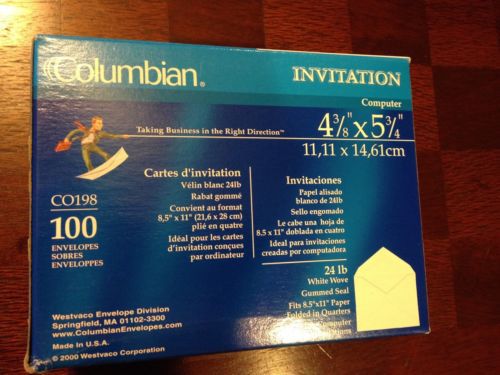 Columbian®
INVITATION
Computer
4 3/8" x 5 3/4"
11,11 x 14,61cm
Taking Business in the Right Direction™
Cartes d'invitation
Vélin blanc 24lb
Rabat gommé
Convient au format
8,5" x 11" (21,6 x 28 cm)
plié en quatre
Idéal pour les cartes
d'invitation conçues
par ordinateur
Invitaciones
Papel alisado
blanco de 24lb
Sello engomado
Le cabe una hoja de
8.5 x 11" doblada en cuatro
Ideal para invitaciones
creadas por computadora
CO198
100
ENVELOPES
SOBRES
ENVELOPPES
24 lb
White Wove
Gummed Seal
Fits 8.5"x11" Paper
Folded in Quarters
Computer
Westvaco Envelope Division
Springfield, MA 01102-3300
www.ColumbianEnvelopes.com
Made in U.S.A.
© 2000 Westvaco Corporation